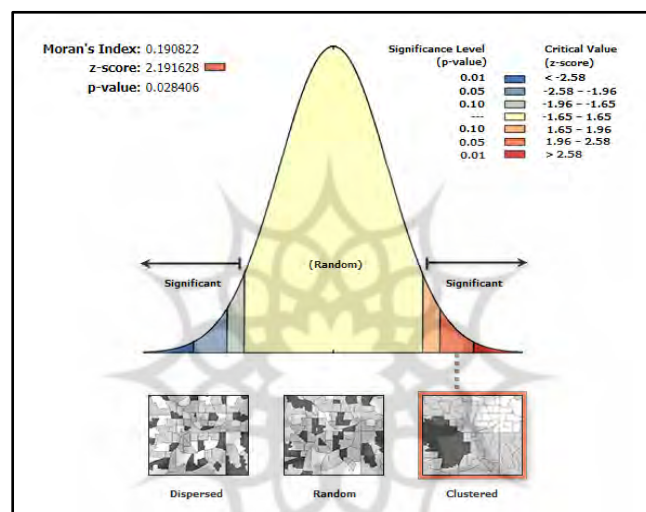 Moran's Index: 0.190822
z-score: 2.191628
p-value: 0.028406
Significance Level
(p-value)
Critical Value
(z-score)
0.01 < -2.58
0.05 -2.58 – -1.96
0.10 -1.96 – -1.65
--- -1.65 – 1.65
0.10 1.65 – 1.96
0.05 1.96 – 2.58
0.01 > 2.58
(Random)
Significant
Significant
Dispersed
Random
Clustered